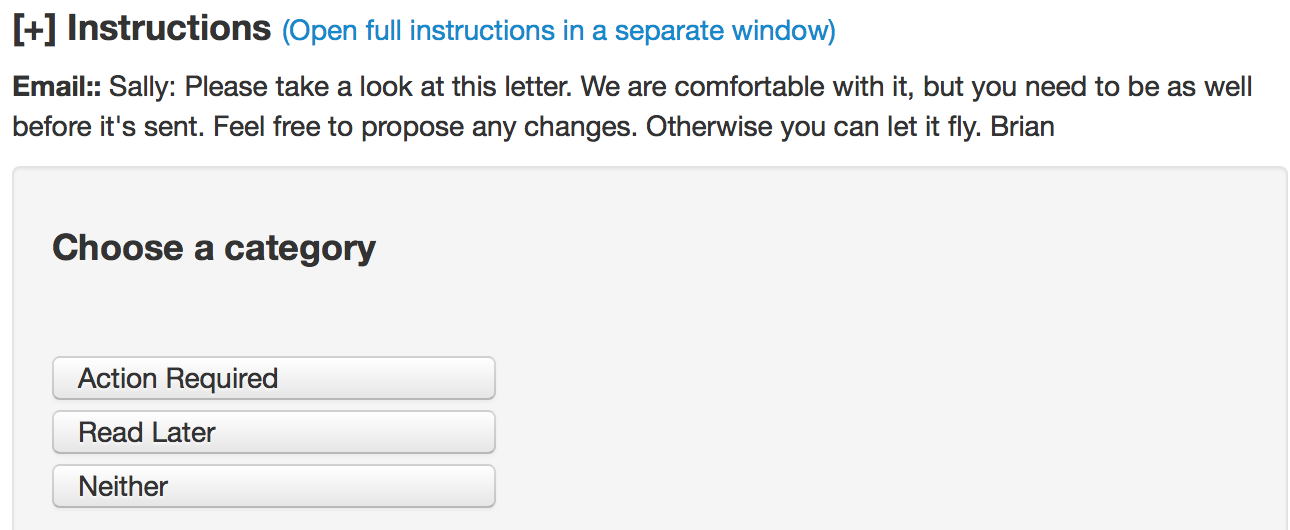 [+] Instructions (Open full instructions in a separate window)
Email:: Sally: Please take a look at this letter. We are comfortable with it, but you need to be as well
before it's sent. Feel free to propose any changes. Otherwise you can let it fly. Brian
Choose a category
Action Required
Read Later
Neither